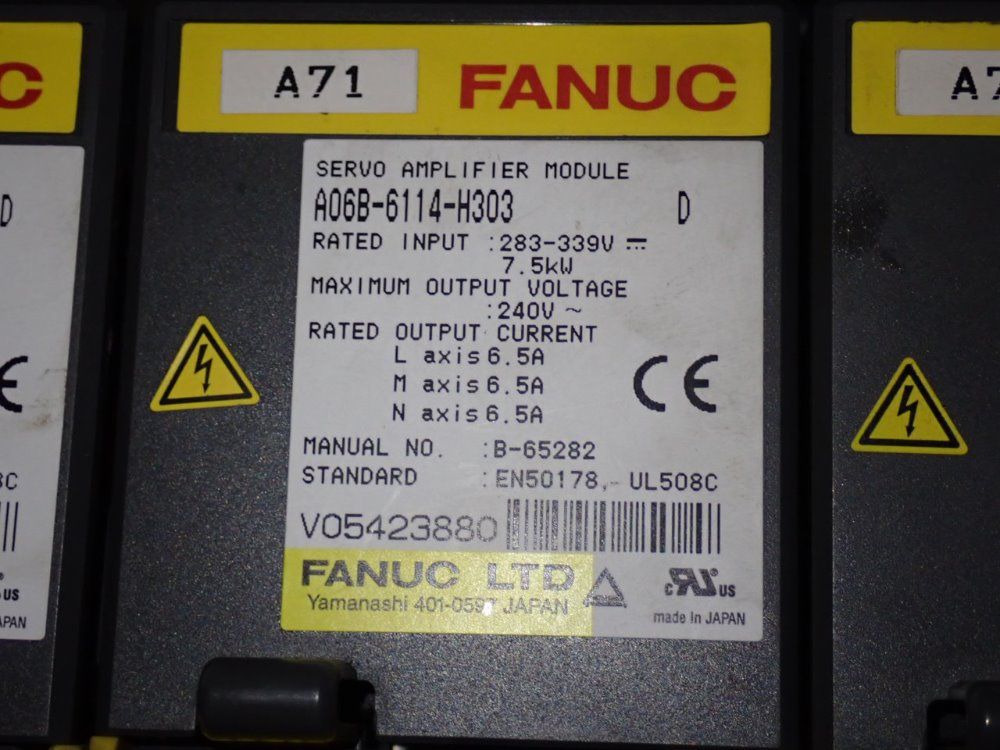 A71 FANUC
SERVO AMPLIFIER MODULE
A06B-6114-H303 D
RATED INPUT :283-339V ⎓
7.5kW
MAXIMUM OUTPUT VOLTAGE
:240V ~
RATED OUTPUT CURRENT
L axis 6.5A
M axis 6.5A
N axis 6.5A
CE
MANUAL NO. :B-65282
STANDARD :EN50178, UL508C
V05423880
FANUC LTD
Yamanashi 401-0597 JAPAN
c RU US
made in JAPAN
C
D
E
8C
US
APAN
A7